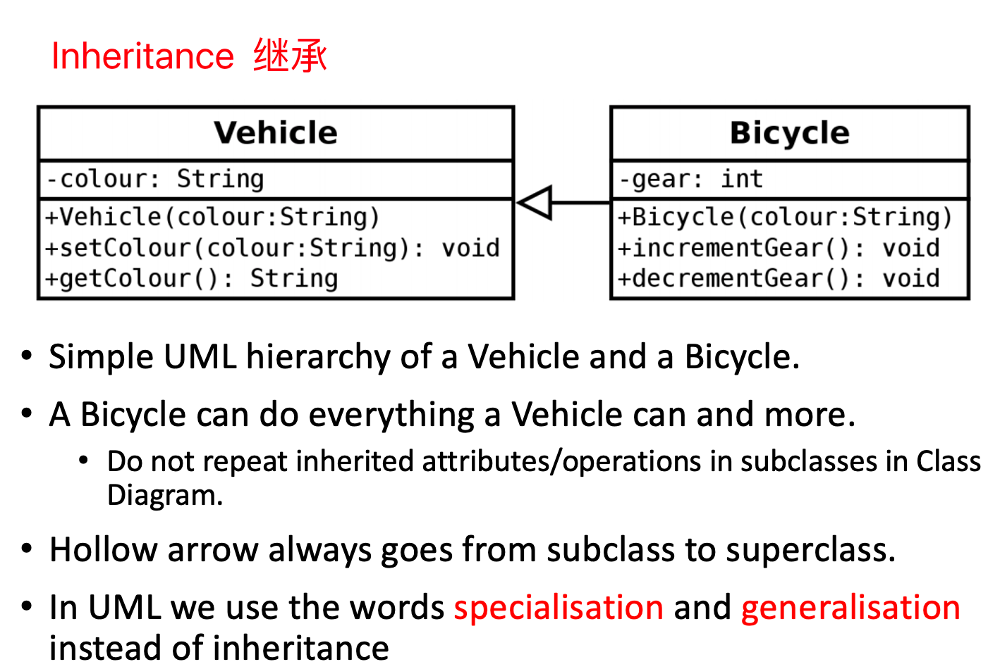 Inheritance 继承
Vehicle
-colour: String
+Vehicle(colour:String)
+setColour(colour:String): void
+getColour(): String
Bicycle
-gear: int
+Bicycle(colour:String)
+incrementGear(): void
+decrementGear(): void
• Simple UML hierarchy of a Vehicle and a Bicycle.
• A Bicycle can do everything a Vehicle can and more.
• Do not repeat inherited attributes/operations in subclasses in Class
Diagram.
• Hollow arrow always goes from subclass to superclass.
• In UML we use the words specialisation and generalisation
instead of inheritance